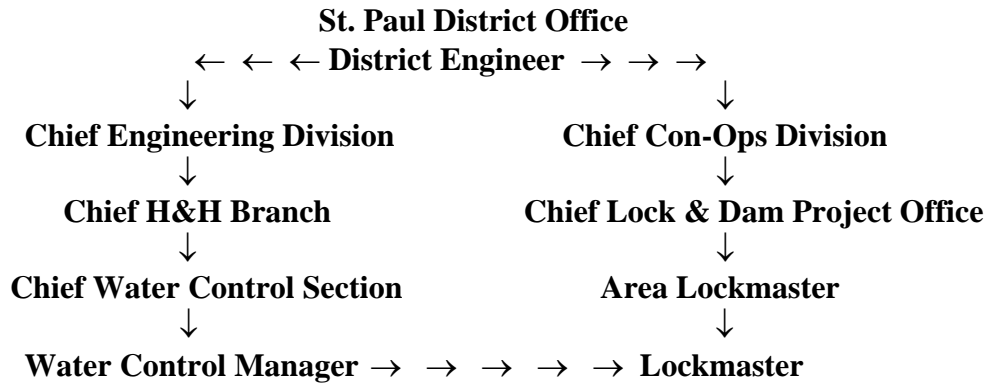 St. Paul District Office
← ← ← District Engineer → → →
↓ ↓
Chief Engineering Division Chief Con-Ops Division
↓ ↓
Chief H&H Branch Chief Lock & Dam Project Office
↓ ↓
Chief Water Control Section Area Lockmaster
↓ ↓
Water Control Manager → → → → → Lockmaster